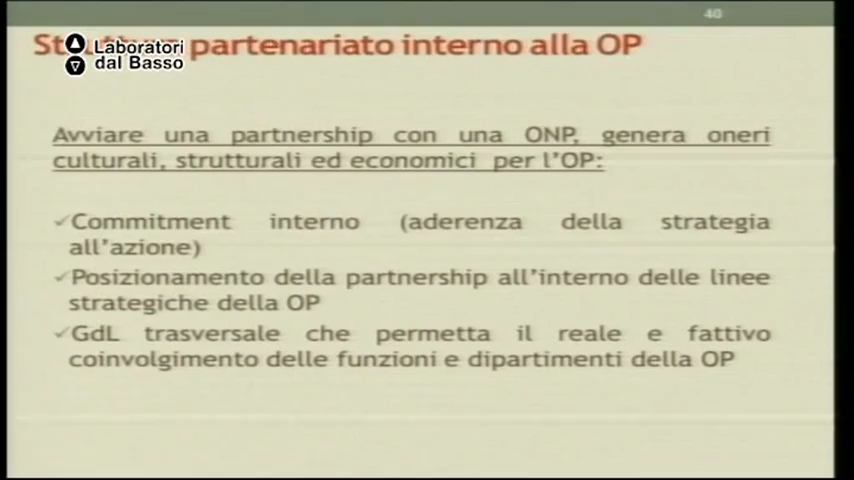 40
partenariato interno alla OP
Laboratori
dal Basso
Avviare una partnership con una ONP, genera oneri
culturali, strutturali ed economici per l'OP:
✓Commitment interno (aderenza della strategia
all'azione)
✓Posizionamento della partnership all'interno delle linee
strategiche della OP
✓GdL trasversale che permetta il reale e fattivo
coinvolgimento delle funzioni e dipartimenti della OP